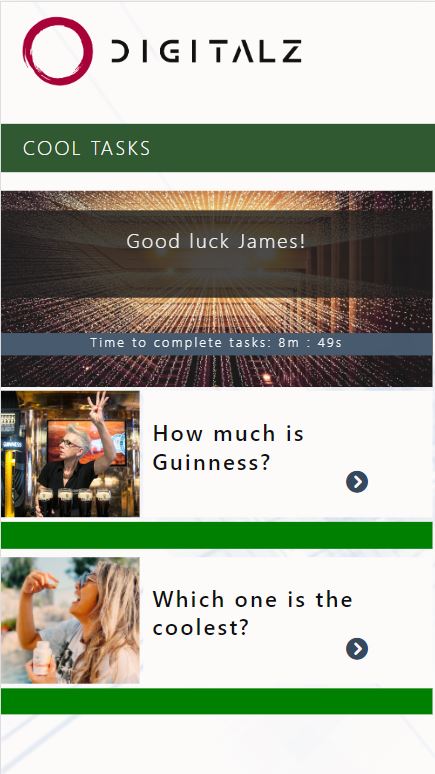 DIGITALZ
COOL TASKS
Good luck James!
Time to complete tasks: 8m : 49s
GUINNESS
How much is
Guinness?
Which one is the
coolest?